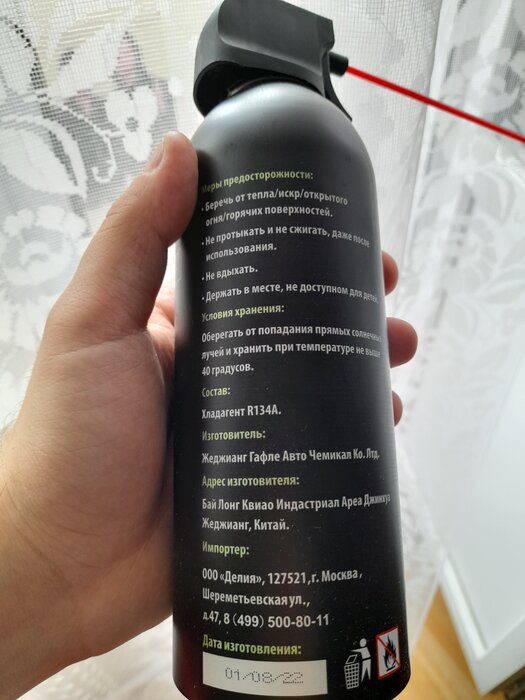 Меры предосторожности:
· Беречь от тепла/искр/открытого
огня/горячих поверхностей.
· Не протыкать и не сжигать, даже после
использования.
· Не вдыхать.
· Держать в месте, не доступном для детей.
Условия хранения:
Оберегать от попадания прямых солнечных
лучей и хранить при температуре не выше
40 градусов.
Состав:
Хладагент R134A.
Изготовитель:
Жеджианг Гафле Авто Чемикал Ко. Лтд.
Адрес изготовителя:
Бай Лонг Квиао Индастриал Ареа Джинхуа
Жеджианг, Китай.
Импортер:
ООО «Делия», 127521, г. Москва,
Шереметьевская ул.,
д.47, 8 (499) 500-80-11
Дата изготовления:
01/08/22